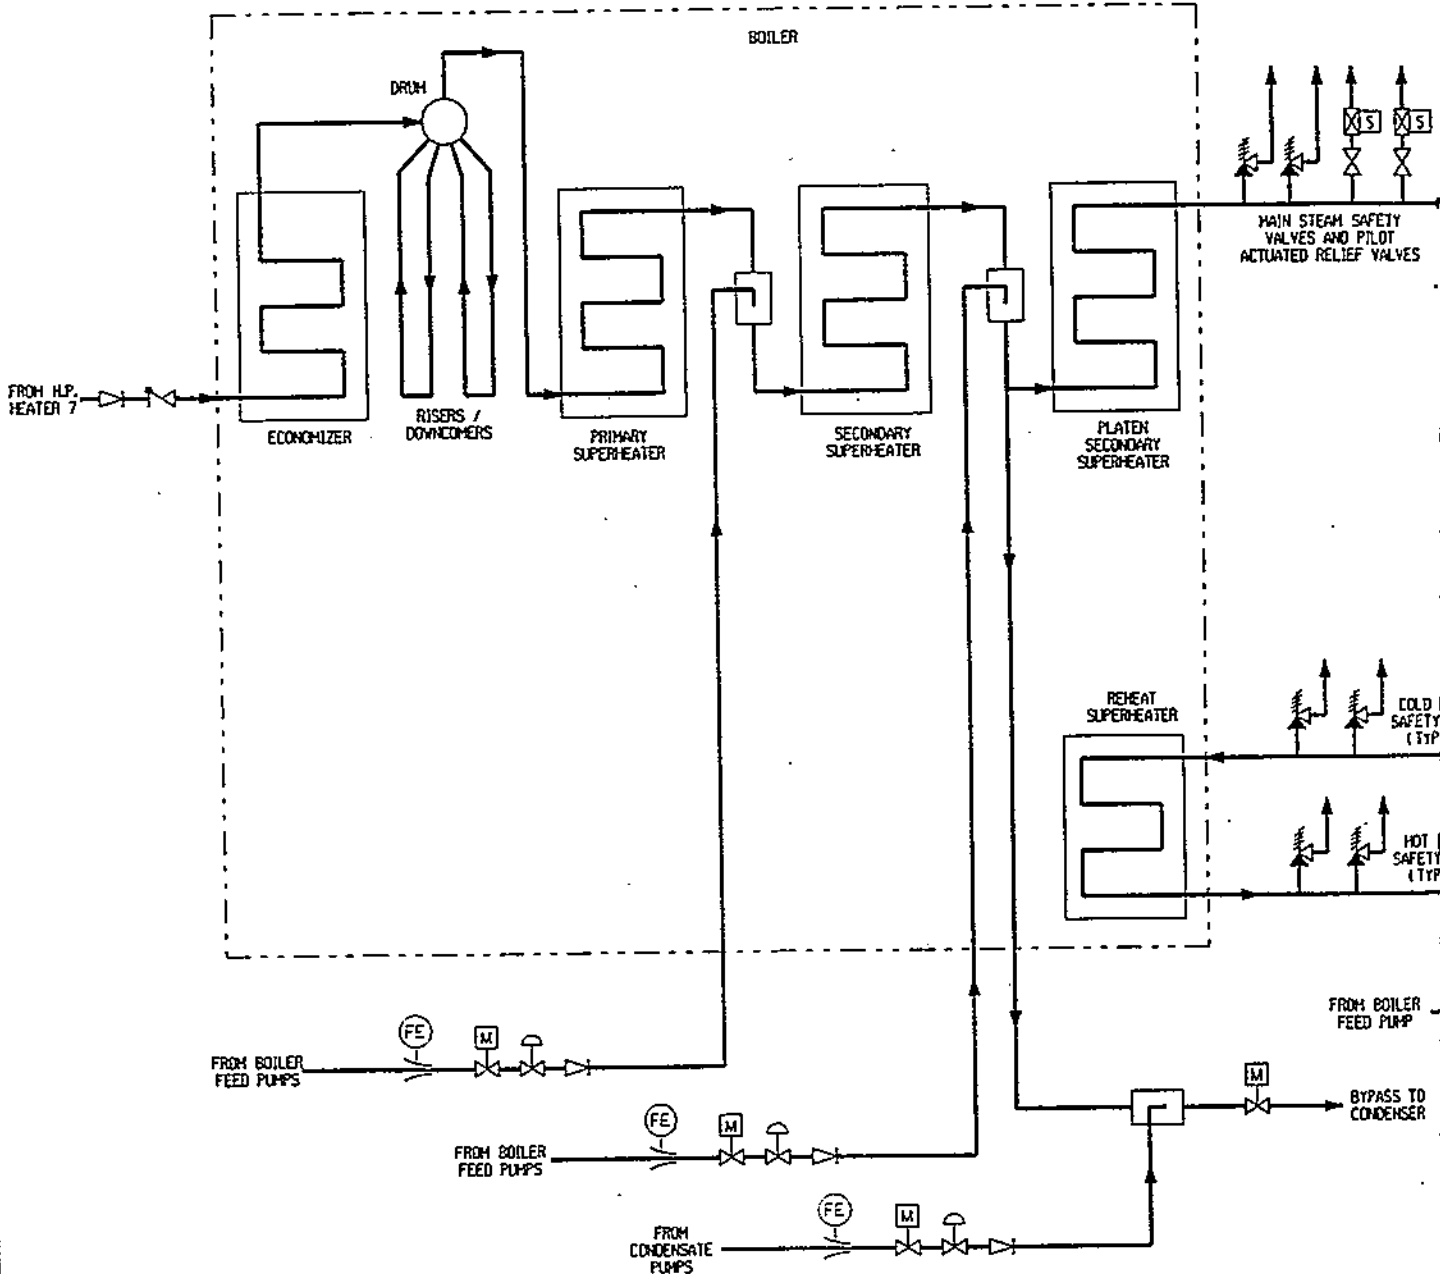 BOILER
DRUM
S
S
MAIN STEAM SAFETY
VALVES AND PILOT
ACTUATED RELIEF VALVES
FROM H.P.
HEATER 7
ECONOMIZER
RISERS /
DOWNCOMERS
PRIMARY
SUPERHEATER
SECONDARY
SUPERHEATER
PLATEN
SECONDARY
SUPERHEATER
REHEAT
SUPERHEATER
COLD
SAFETY
(TYP
HOT
SAFETY
(TYP
FROM BOILER
FEED PUMP
FE
M
FROM BOILER
FEED PUMPS
M
BYPASS TO
CONDENSER
FE
M
FROM BOILER
FEED PUMPS
FE
M
FROM
CONDENSATE
PUMPS